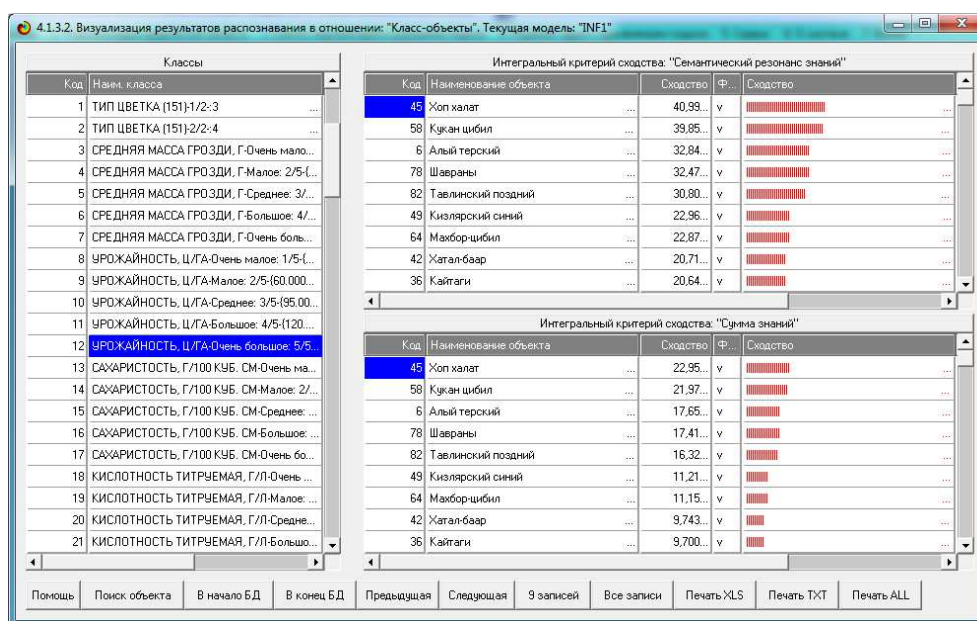 4.1.3.2. Визуализация результатов распознавания в отношении: "Класс-объекты". Текущая модель: "INF1"
Классы
Код Наим. класса
1 ТИП ЦВЕТКА (151)-1/2-:3 ...
2 ТИП ЦВЕТКА (151)-2/2-:4 ...
3 СРЕДНЯЯ МАССА ГРОЗДИ, Г-Очень мало...
4 СРЕДНЯЯ МАССА ГРОЗДИ, Г-Малое: 2/5-{...
5 СРЕДНЯЯ МАССА ГРОЗДИ, Г-Среднее: 3/...
6 СРЕДНЯЯ МАССА ГРОЗДИ, Г-Большое: 4/...
7 СРЕДНЯЯ МАССА ГРОЗДИ, Г-Очень боль...
8 УРОЖАЙНОСТЬ, Ц/ГА-Очень малое: 1/5-{...
9 УРОЖАЙНОСТЬ, Ц/ГА-Малое: 2/5-{60.000...
10 УРОЖАЙНОСТЬ, Ц/ГА-Среднее: 3/5-{95.00...
11 УРОЖАЙНОСТЬ, Ц/ГА-Большое: 4/5-{120....
12 УРОЖАЙНОСТЬ, Ц/ГА-Очень большое: 5/5...
13 САХАРИСТОСТЬ, Г/100 КУБ. СМ-Очень ма...
14 САХАРИСТОСТЬ, Г/100 КУБ. СМ-Малое: 2/...
15 САХАРИСТОСТЬ, Г/100 КУБ. СМ-Среднее: ...
16 САХАРИСТОСТЬ, Г/100 КУБ. СМ-Большое: ...
17 САХАРИСТОСТЬ, Г/100 КУБ. СМ-Очень бо...
18 КИСЛОТНОСТЬ ТИТРУЕМАЯ, Г/Л-Очень ...
19 КИСЛОТНОСТЬ ТИТРУЕМАЯ, Г/Л-Малое: ...
20 КИСЛОТНОСТЬ ТИТРУЕМАЯ, Г/Л-Средне...
21 КИСЛОТНОСТЬ ТИТРУЕМАЯ, Г/Л-Большо...
Интегральный критерий сходства: "Семантический резонанс знаний"
Код Наименование объекта Сходство Ф... Сходство
45 Хоп халат ... 40,99... v ...
58 Кукан цибил ... 39,85... v ...
6 Алый терский ... 32,84... v ...
78 Шавраны ... 32,47... v ...
82 Тавлинский поздний ... 30,80... v ...
49 Кизлярский синий ... 22,96... v ...
64 Махбор-цибил ... 22,87... v ...
42 Хатал-баар ... 20,71... v ...
36 Кайтаги ... 20,64... v ...
Интегральный критерий сходства: "Сумма знаний"
Код Наименование объекта Сходство Ф... Сходство
45 Хоп халат ... 22,95... v ...
58 Кукан цибил ... 21,97... v ...
6 Алый терский ... 17,65... v ...
78 Шавраны ... 17,41... v ...
82 Тавлинский поздний ... 16,32... v ...
49 Кизлярский синий ... 11,21... v ...
64 Махбор-цибил ... 11,15... v ...
42 Хатал-баар ... 9,743... v ...
36 Кайтаги ... 9,700... v ...
Помощь Поиск объекта В начало БД В конец БД Предыдущая Следующая 9 записей Все записи Печать XLS Печать TXT Печать ALL